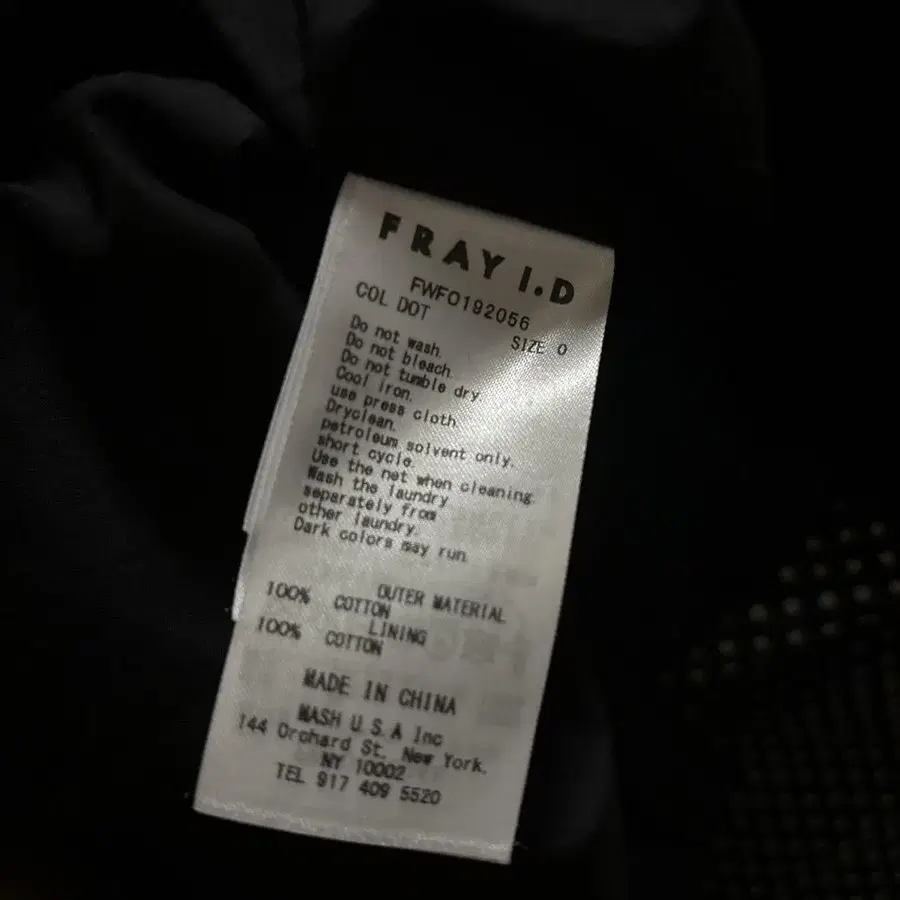 FRAY I.D
FWFO192056
COL DOT
SIZE 0
Do not wash.
Do not bleach.
Do not tumble dry.
Cool iron.
use press cloth.
Dryclean.
petroleum solvent only.
short cycle.
Use the net when cleaning.
Wash the laundry
separately from
other laundry.
Dark colors may run.
OUTER MATERIAL
100% COTTON
LINING
100% COTTON
MADE IN CHINA
MASH U.S.A Inc
144 Orchard St. New York.
NY 10002
TEL 917 409 5520